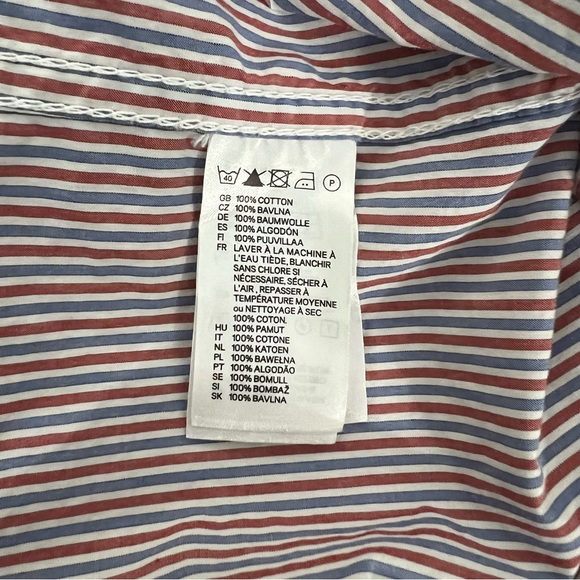 40 P
GB 100% COTTON
CZ 100% BAVLNA
DE 100% BAUMWOLLE
ES 100% ALGODÓN
FI 100% PUUVILLAA
FR LAVER À LA MACHINE À
L'EAU TIÈDE, BLANCHIR
SANS CHLORE SI
NÉCESSAIRE, SÉCHER À
L'AIR, REPASSER À
TEMPÉRATURE MOYENNE
ou NETTOYAGE À SEC
100% COTON.
HU 100% PAMUT
IT 100% COTONE
NL 100% KATOEN
PL 100% BAWEŁNA
PT 100% ALGODÃO
SE 100% BOMULL
SI 100% BOMBAŽ
SK 100% BAVLNA